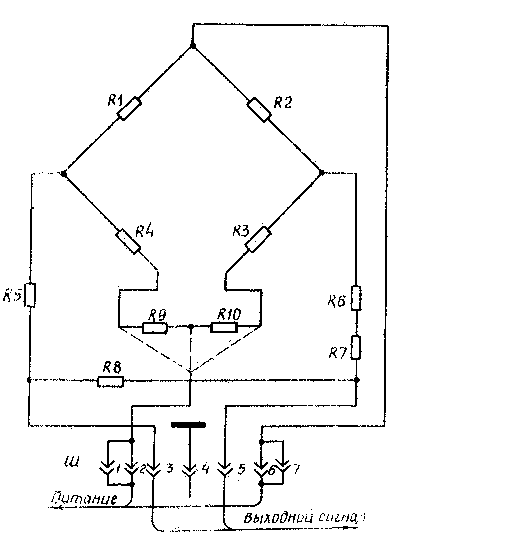 R1
R2
R4
R3
R5
R9
R10
R6
R7
R8
Ш 1 2 3 4 5 6 7
Питание
Выходной сигнал